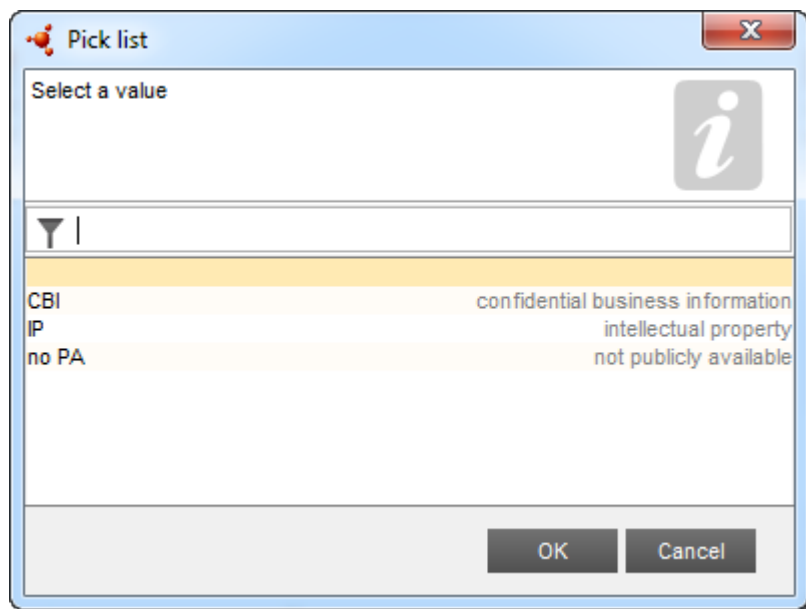 Pick list
Select a value
CBI confidential business information
IP intellectual property
no PA not publicly available
OK Cancel